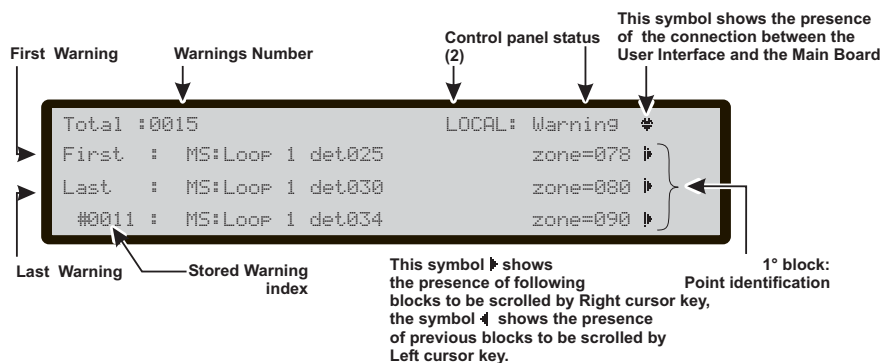 This symbol shows the presence
of the connection between the
User Interface and the Main Board
Control panel status
(2)
First Warning
Warnings Number
Total :0015 LOCAL: Warning
First : MS:Loop 1 det025 zone=078
Last : MS:Loop 1 det030 zone=080
#0011 : MS:Loop 1 det034 zone=090
Last Warning
Stored Warning
index
This symbol shows
the presence of following
blocks to be scrolled by Right cursor key,
the symbol shows the presence
of previous blocks to be scrolled by
Left cursor key.
1° block:
Point identification